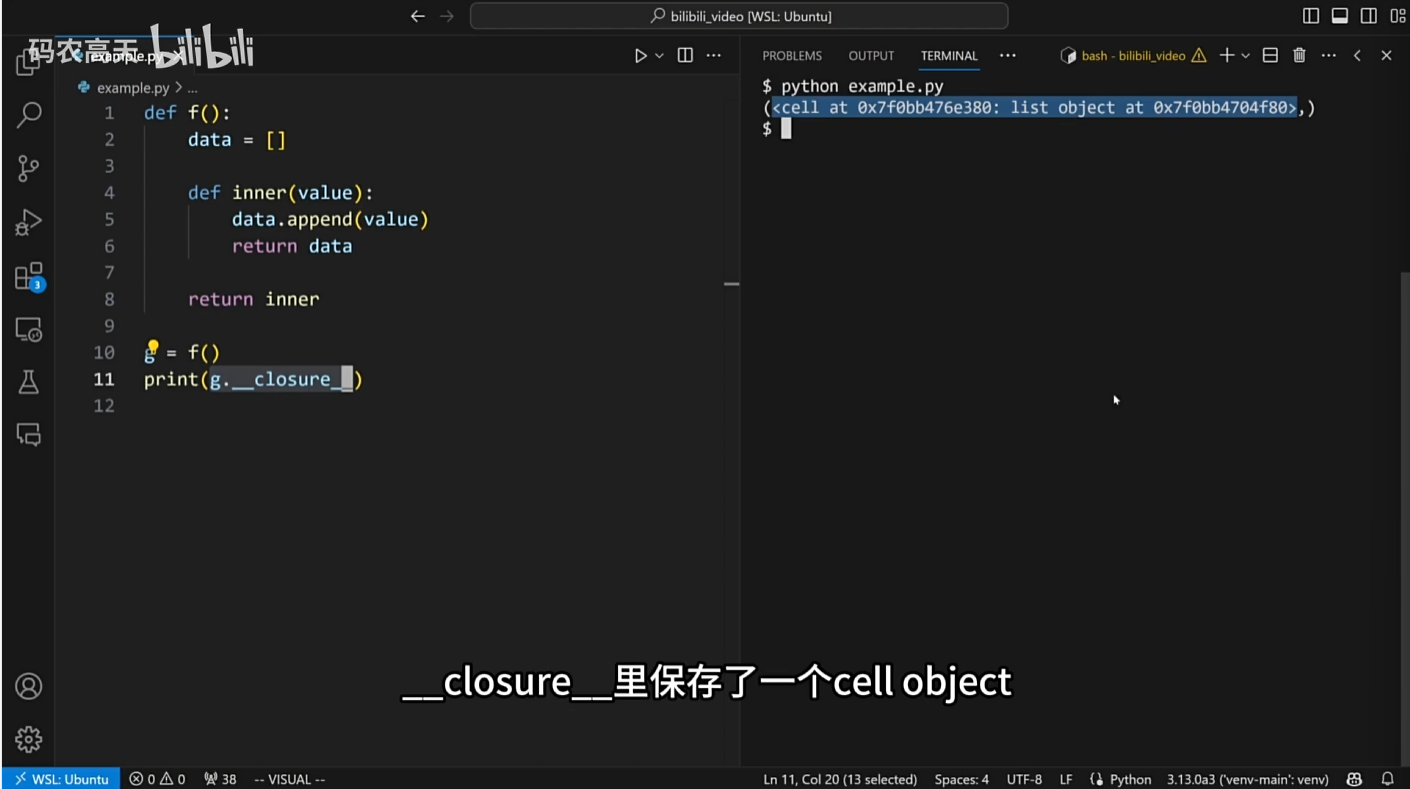 bilibili_video [WSL: Ubuntu]
码农高天 bilibili
example.py
example.py > ...
1 def f():
2 data = []
3
4 def inner(value):
5 data.append(value)
6 return data
7
8 return inner
9
10 g = f()
11 print(g.__closure__)
12
PROBLEMS OUTPUT TERMINAL ...
bash - bilibili_video
$ python example.py
(<cell at 0x7f0bb476e380: list object at 0x7f0bb4704f80>,)
$
3
__closure__里保存了一个cell object
WSL: Ubuntu 0 0 38 -- VISUAL -- Ln 11, Col 20 (13 selected) Spaces: 4 UTF-8 LF Python 3.13.0a3 ('venv-main': venv)